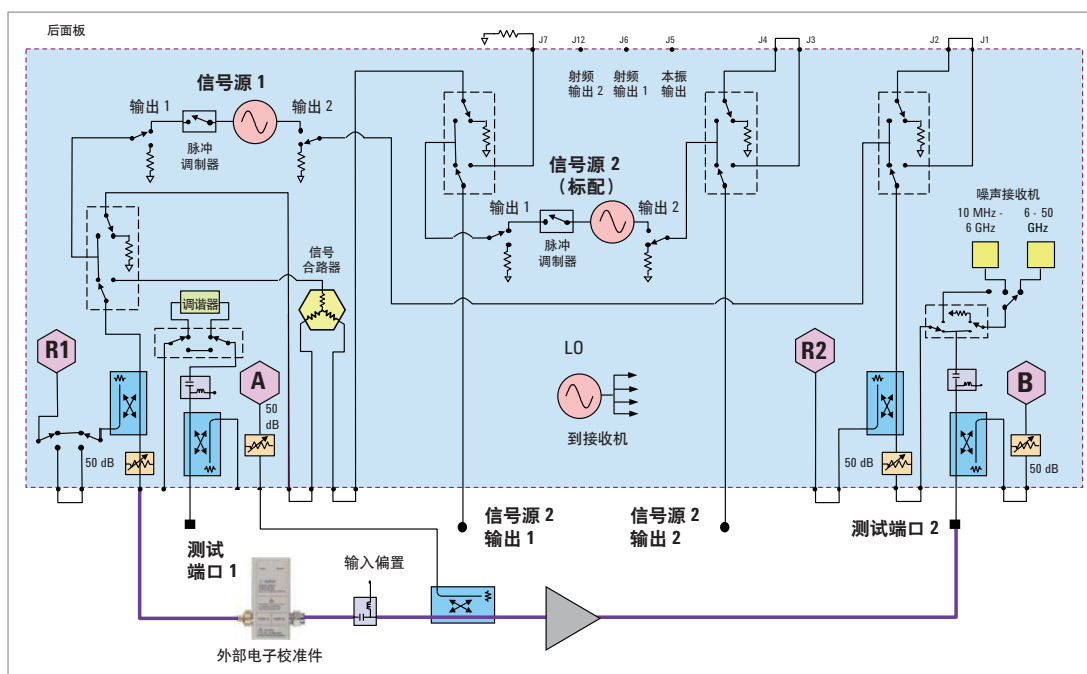 后面板
J7
J12
J6
J5
J4
J3
J2
J1
射频
输出 2
射频
输出 1
本振
输出
信号源 1
输出 1
输出 2
脉冲
调制器
信号源 2
（标配）
输出 1
输出 2
脉冲
调制器
噪声接收机
10 MHz -
6 GHz
6 - 50
GHz
信号
合路器
调谐器
R1
A
50
dB
50 dB
LO
到接收机
R2
B
50 dB
50 dB
测试
端口 1
信号源 2
输出 1
信号源 2
输出 2
测试端口 2
输入偏置
外部电子校准件